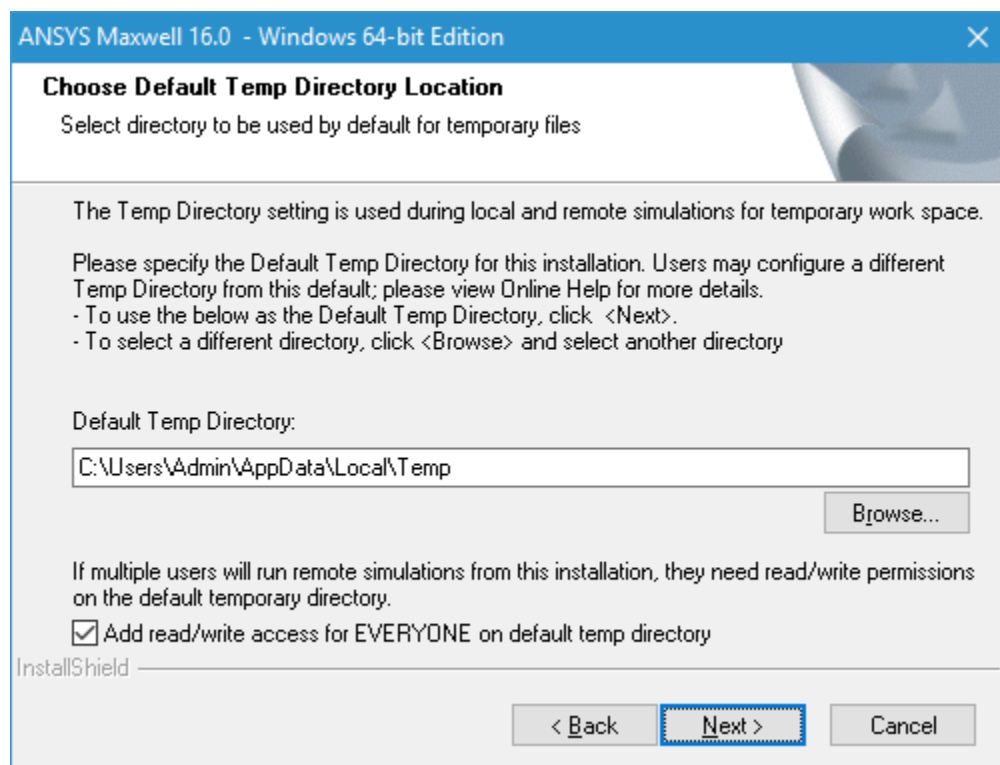 ANSYS Maxwell 16.0 - Windows 64-bit Edition
Choose Default Temp Directory Location
Select directory to be used by default for temporary files
The Temp Directory setting is used during local and remote simulations for temporary work space.
Please specify the Default Temp Directory for this installation. Users may configure a different
Temp Directory from this default; please view Online Help for more details.
- To use the below as the Default Temp Directory, click <Next>.
- To select a different directory, click <Browse> and select another directory
Default Temp Directory:
C:\Users\Admin\AppData\Local\Temp
Browse...
If multiple users will run remote simulations from this installation, they need read/write permissions
on the default temporary directory.
Add read/write access for EVERYONE on default temp directory
InstallShield
< Back Next > Cancel